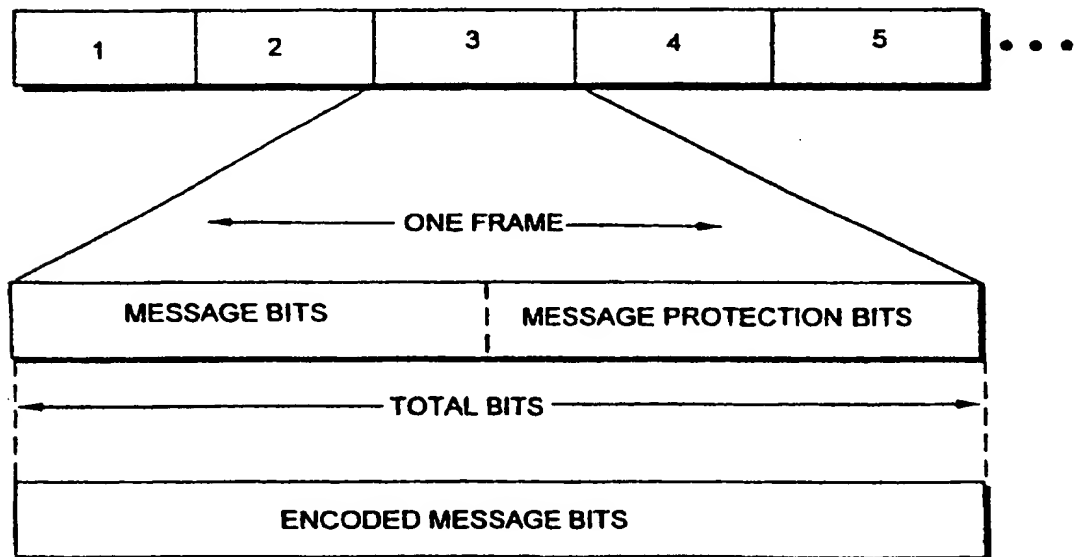 1 2 3 4 5 • • •
ONE FRAME
MESSAGE BITS MESSAGE PROTECTION BITS
TOTAL BITS
ENCODED MESSAGE BITS